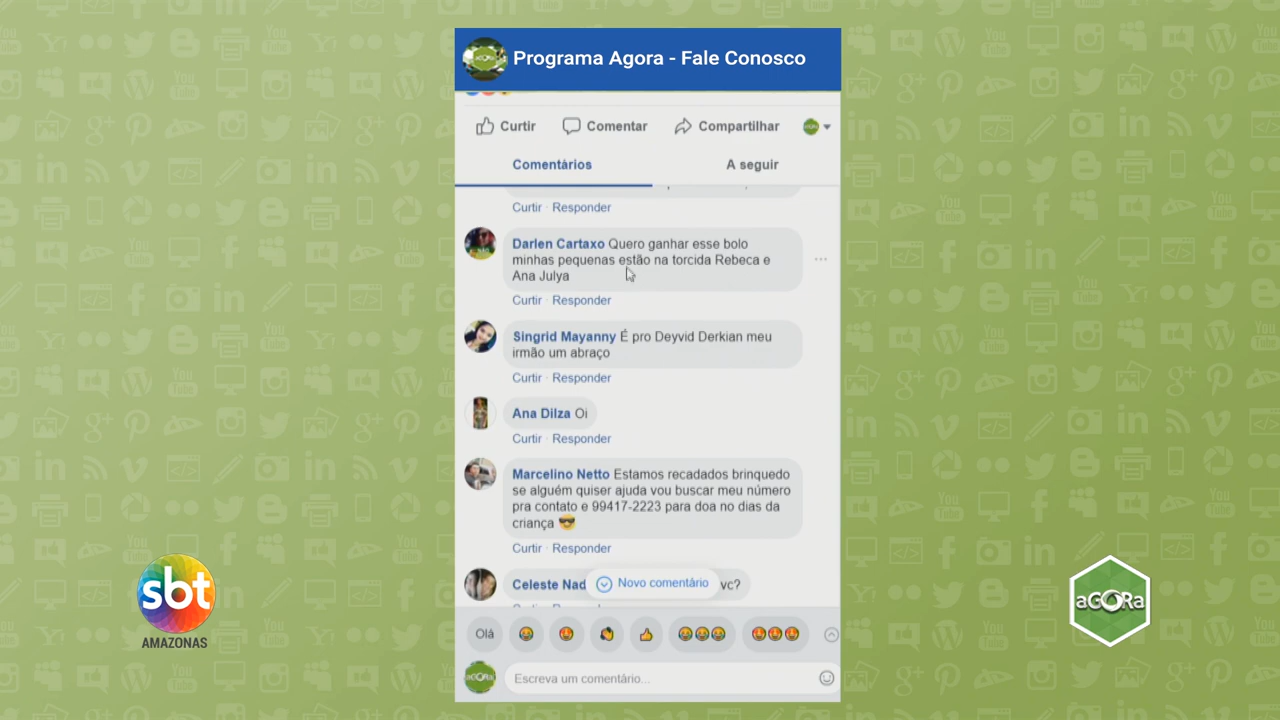 Programa Agora - Fale Conosco
Curtir
Comentar
Compartilhar
Comentários
A seguir
Curtir · Responder
Darlen Cartaxo Quero ganhar esse bolo
minhas pequenas estão na torcida Rebeca e
Ana Julya
Curtir · Responder
Singrid Mayanny É pro Deyvid Derkian meu
irmão um abraço
Curtir · Responder
Ana Dilza Oi
Curtir · Responder
Marcelino Netto Estamos recadados brinquedo
se alguém quiser ajuda vou buscar meu número
pra contato e 99417-2223 para doa no dias da
criança 😎
Curtir · Responder
Celeste Nad
Novo comentário
vc?
Olá
Escreva um comentário...
sbt
AMAZONAS
aGORa